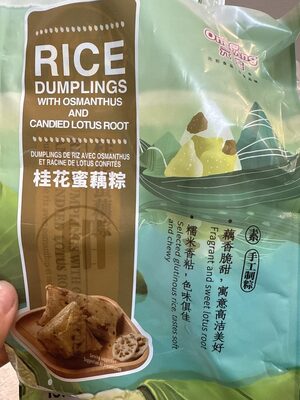 RICE
DUMPLINGS
WITH OSMANTHUS
AND
CANDIED LOTUS ROOT
DUMPLINGS DE RIZ AVEC OSMANTHUS
ET RACINE DE LOTUS CONFITES
桂花蜜藕粽
素 手工制粽
藕香脆甜，寓意高洁美好
Fragrant and sweet lotus root
糯米香粘，色味俱佳
Selected glutinous rice, tastes soft
and chewy